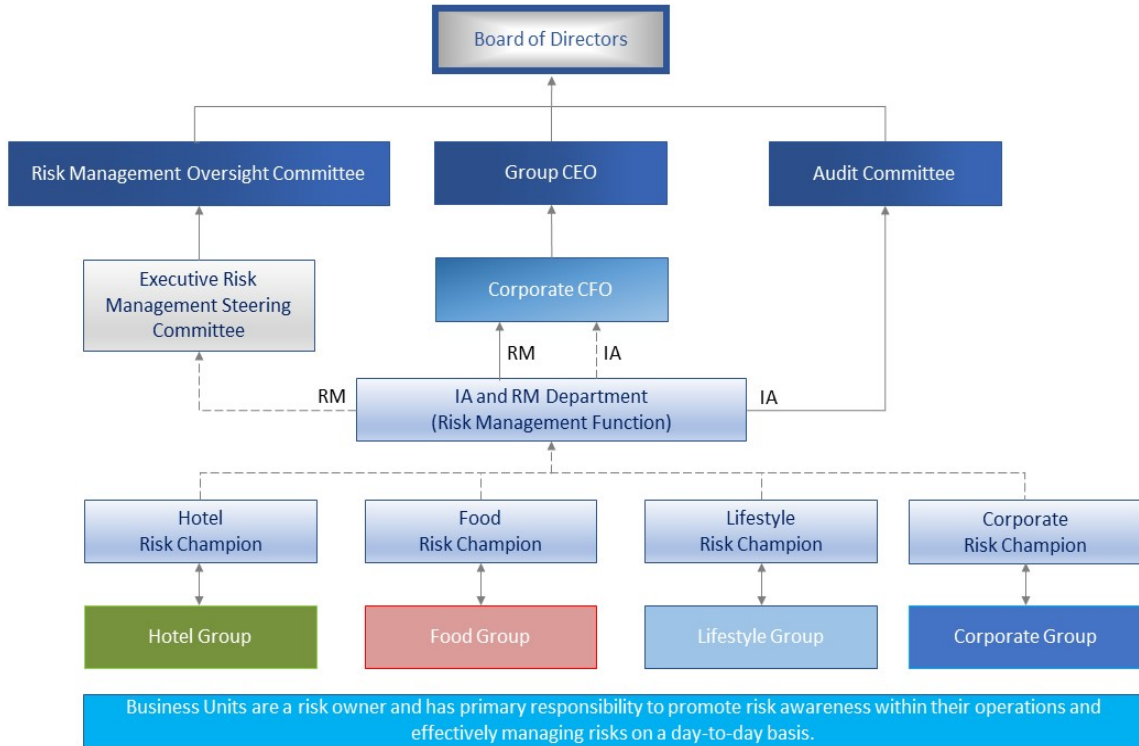 Board of Directors
Risk Management Oversight Committee
Group CEO
Audit Committee
Executive Risk
Management Steering
Committee
Corporate CFO
RM
IA
RM
IA and RM Department
(Risk Management Function)
IA
Hotel
Risk Champion
Food
Risk Champion
Lifestyle
Risk Champion
Corporate
Risk Champion
Hotel Group
Food Group
Lifestyle Group
Corporate Group
Business Units are a risk owner and has primary responsibility to promote risk awareness within their operations and
effectively managing risks on a day-to-day basis.